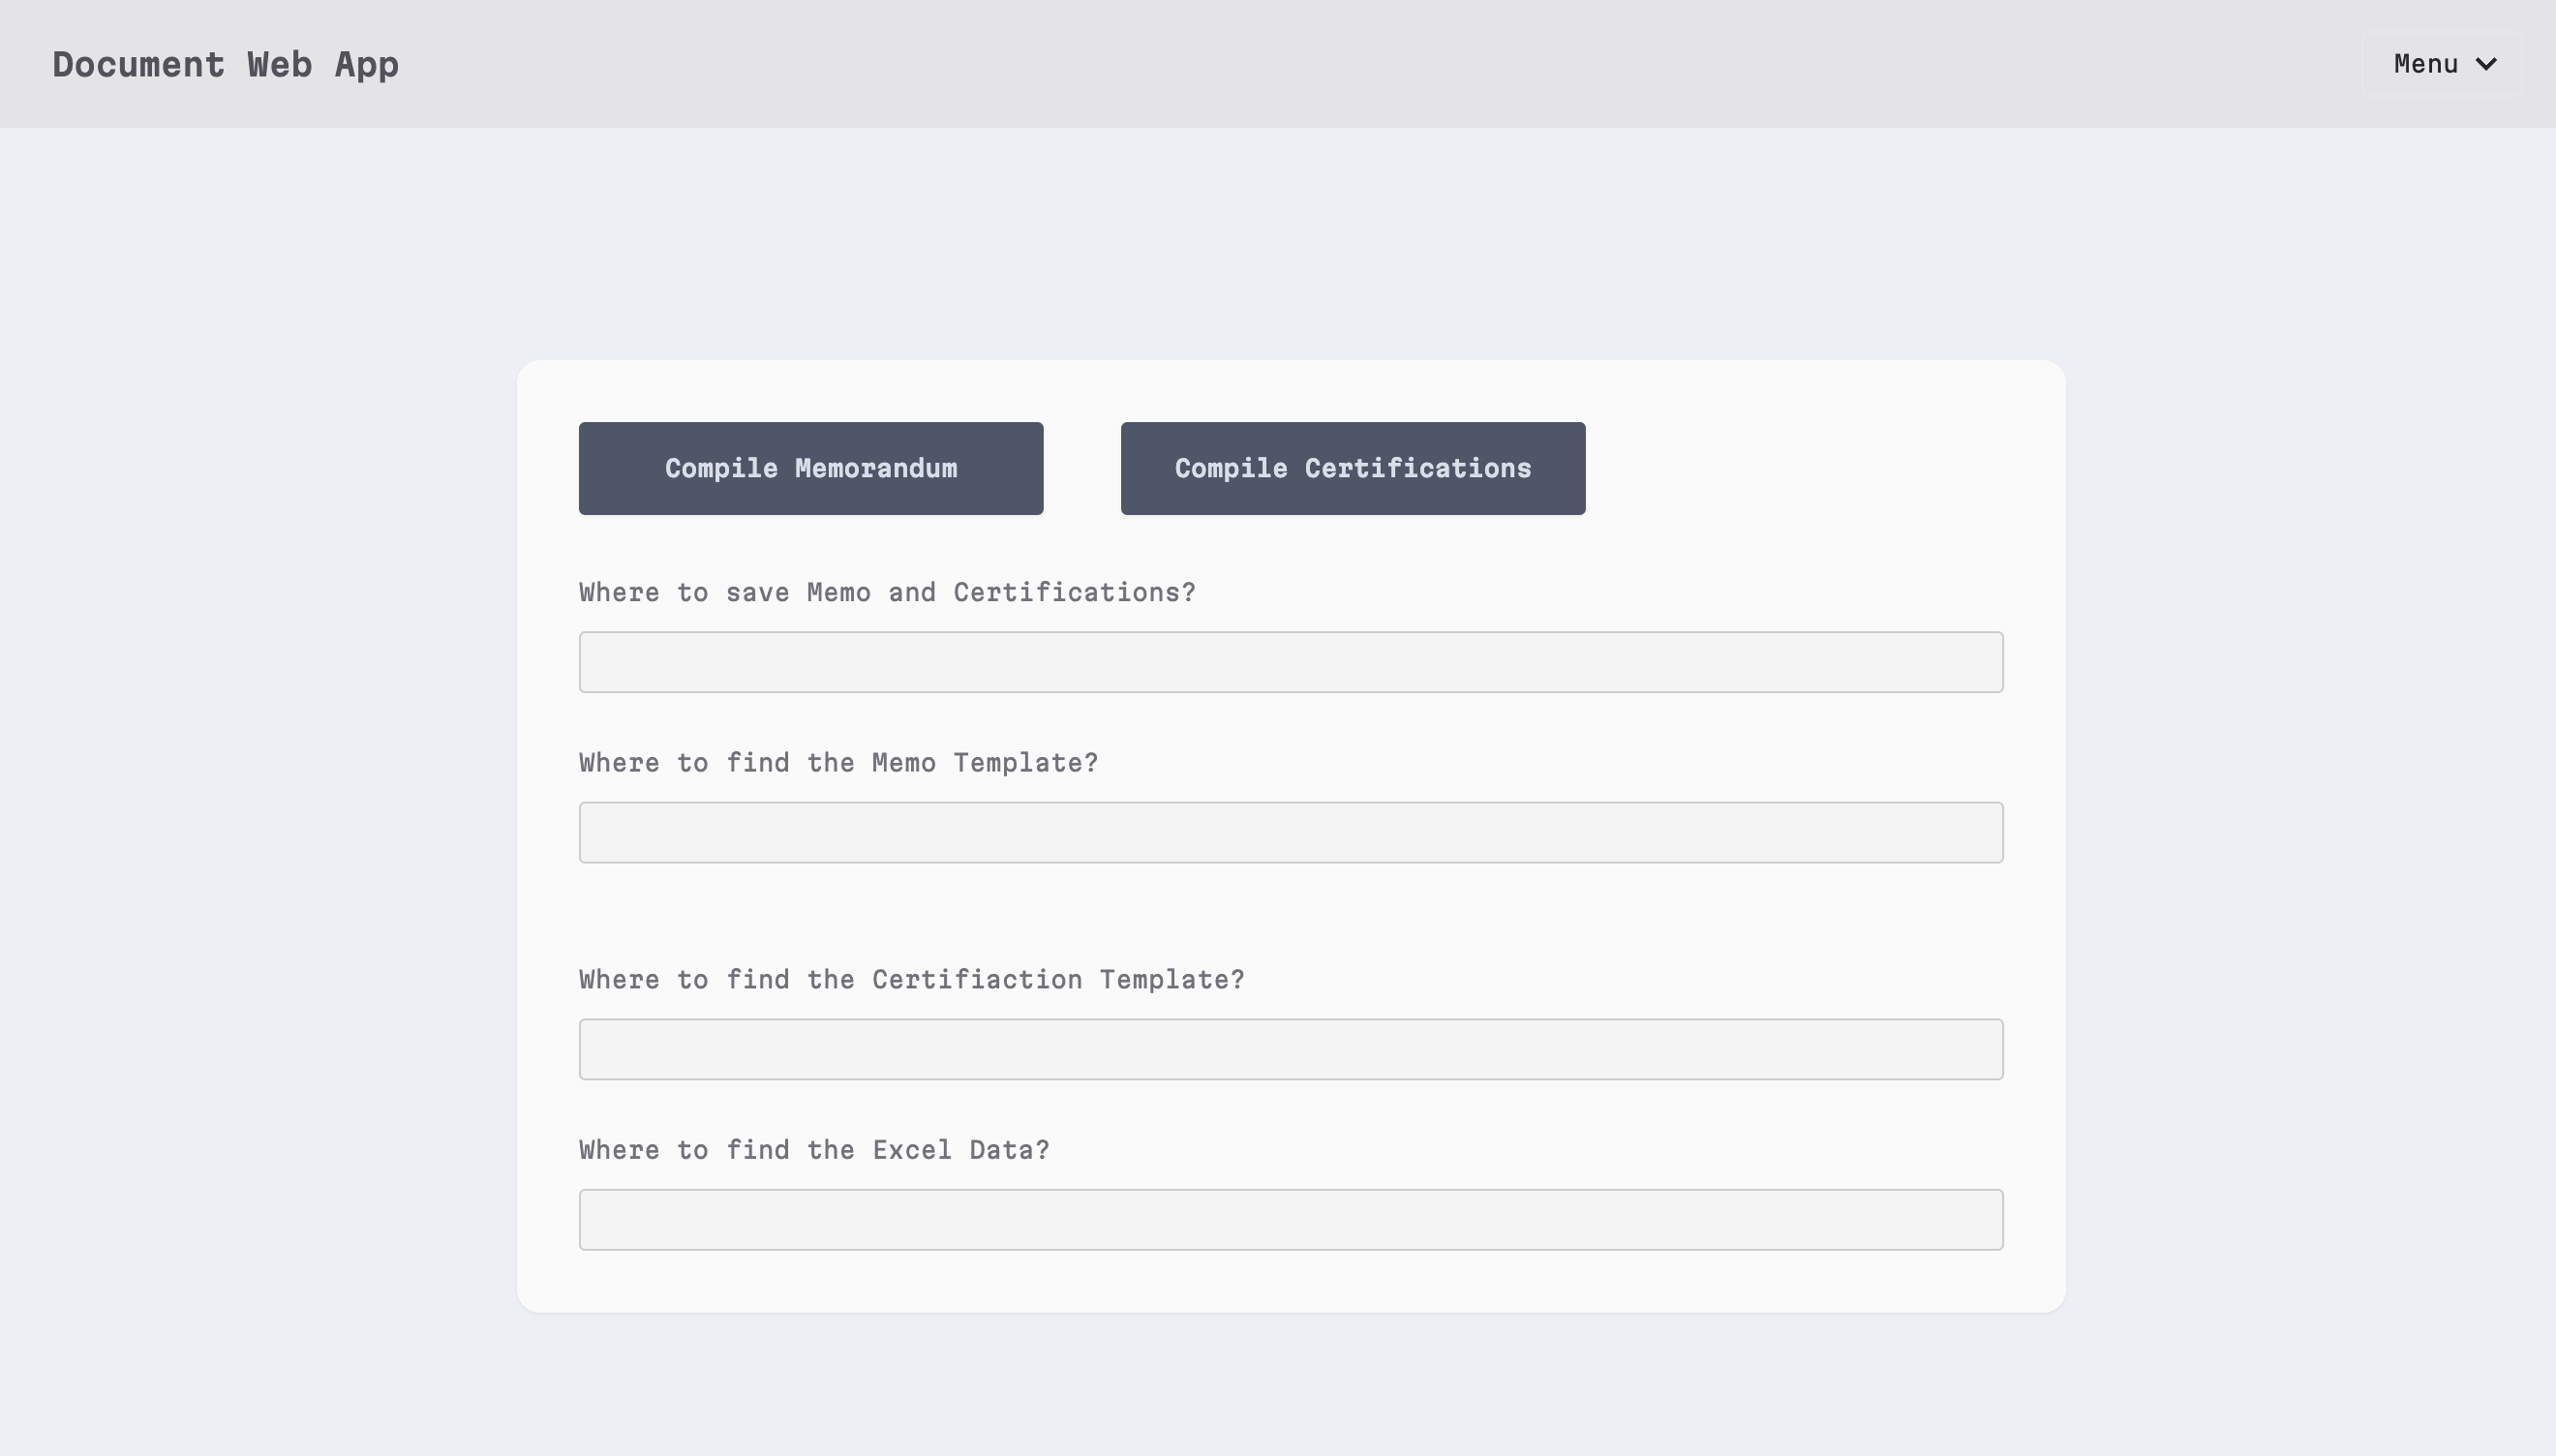 Document Web App
Menu
Compile Memorandum
Compile Certifications
Where to save Memo and Certifications?
Where to find the Memo Template?
Where to find the Certifiaction Template?
Where to find the Excel Data?